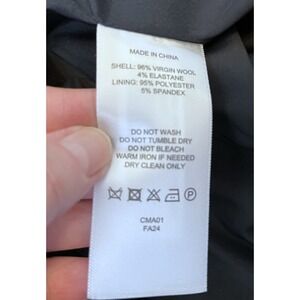 MADE IN CHINA
SHELL: 96% VIRGIN WOOL
4% ELASTANE
LINING: 95% POLYESTER
5% SPANDEX
DO NOT WASH
DO NOT TUMBLE DRY
DO NOT BLEACH
WARM IRON IF NEEDED
DRY CLEAN ONLY
P
CMA01
FA24